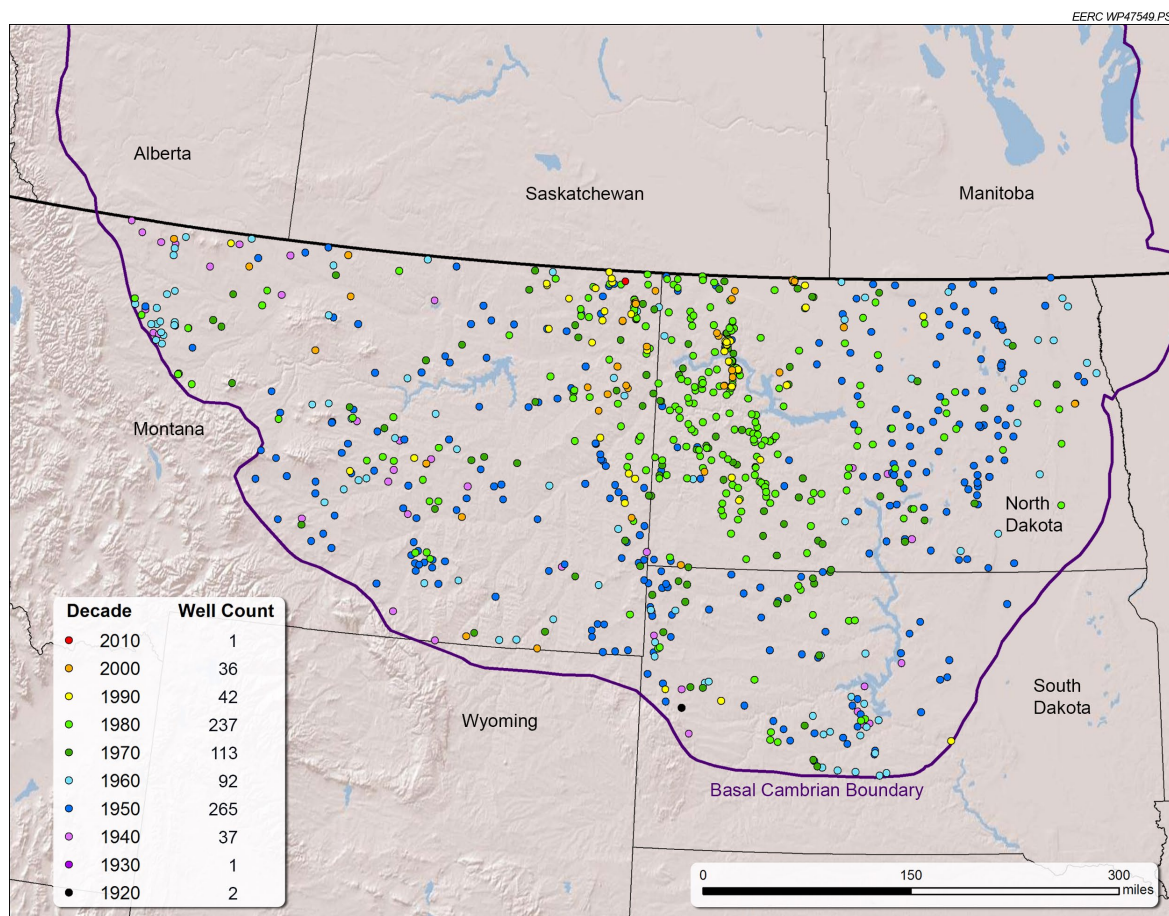 EERC WP47549.PS
Alberta
Saskatchewan
Manitoba
Montana
North
Dakota
Decade Well Count
2010 1
2000 36
1990 42
1980 237
1970 113
1960 92
1950 265
1940 37
1930 1
1920 2
Wyoming
South
Dakota
Basal Cambrian Boundary
0 150 300
miles